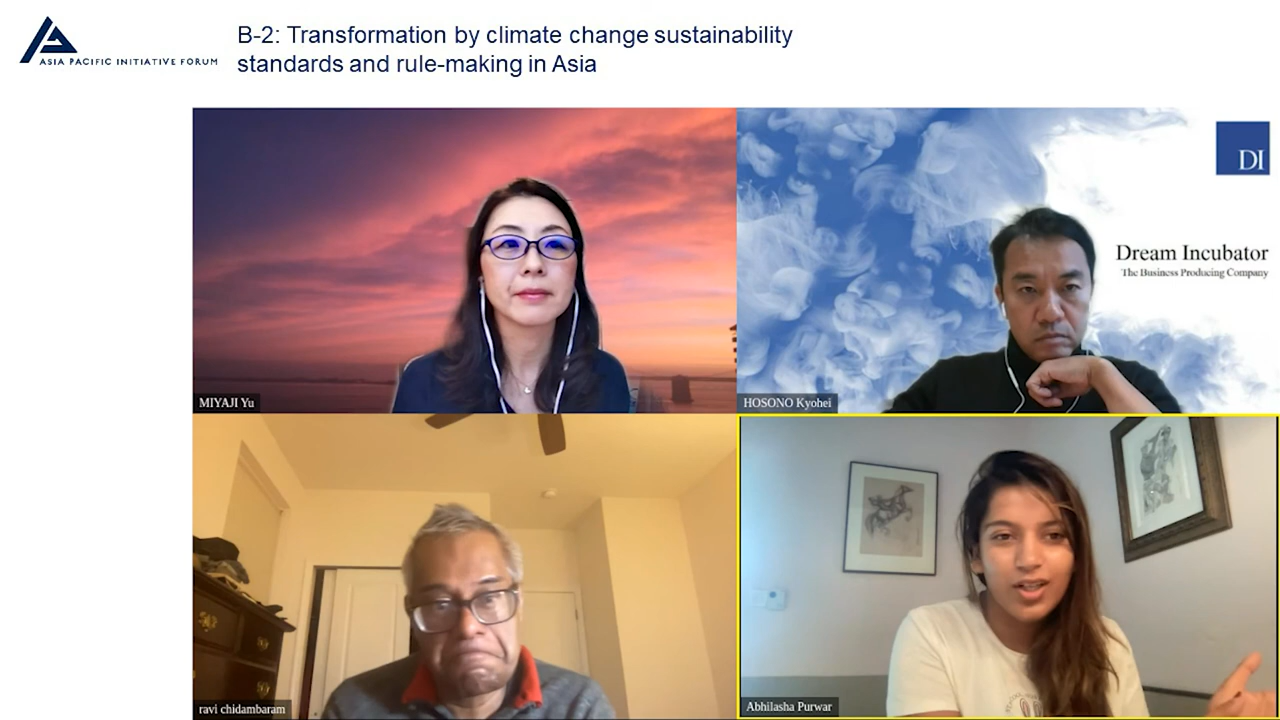 ASIA PACIFIC INITIATIVE FORUM
B-2: Transformation by climate change sustainability
standards and rule-making in Asia
DI
Dream Incubator
The Business Producing Company
MIYAJI Yu
HOSONO Kyohei
ravi chidambaram
Abhilasha Purwar